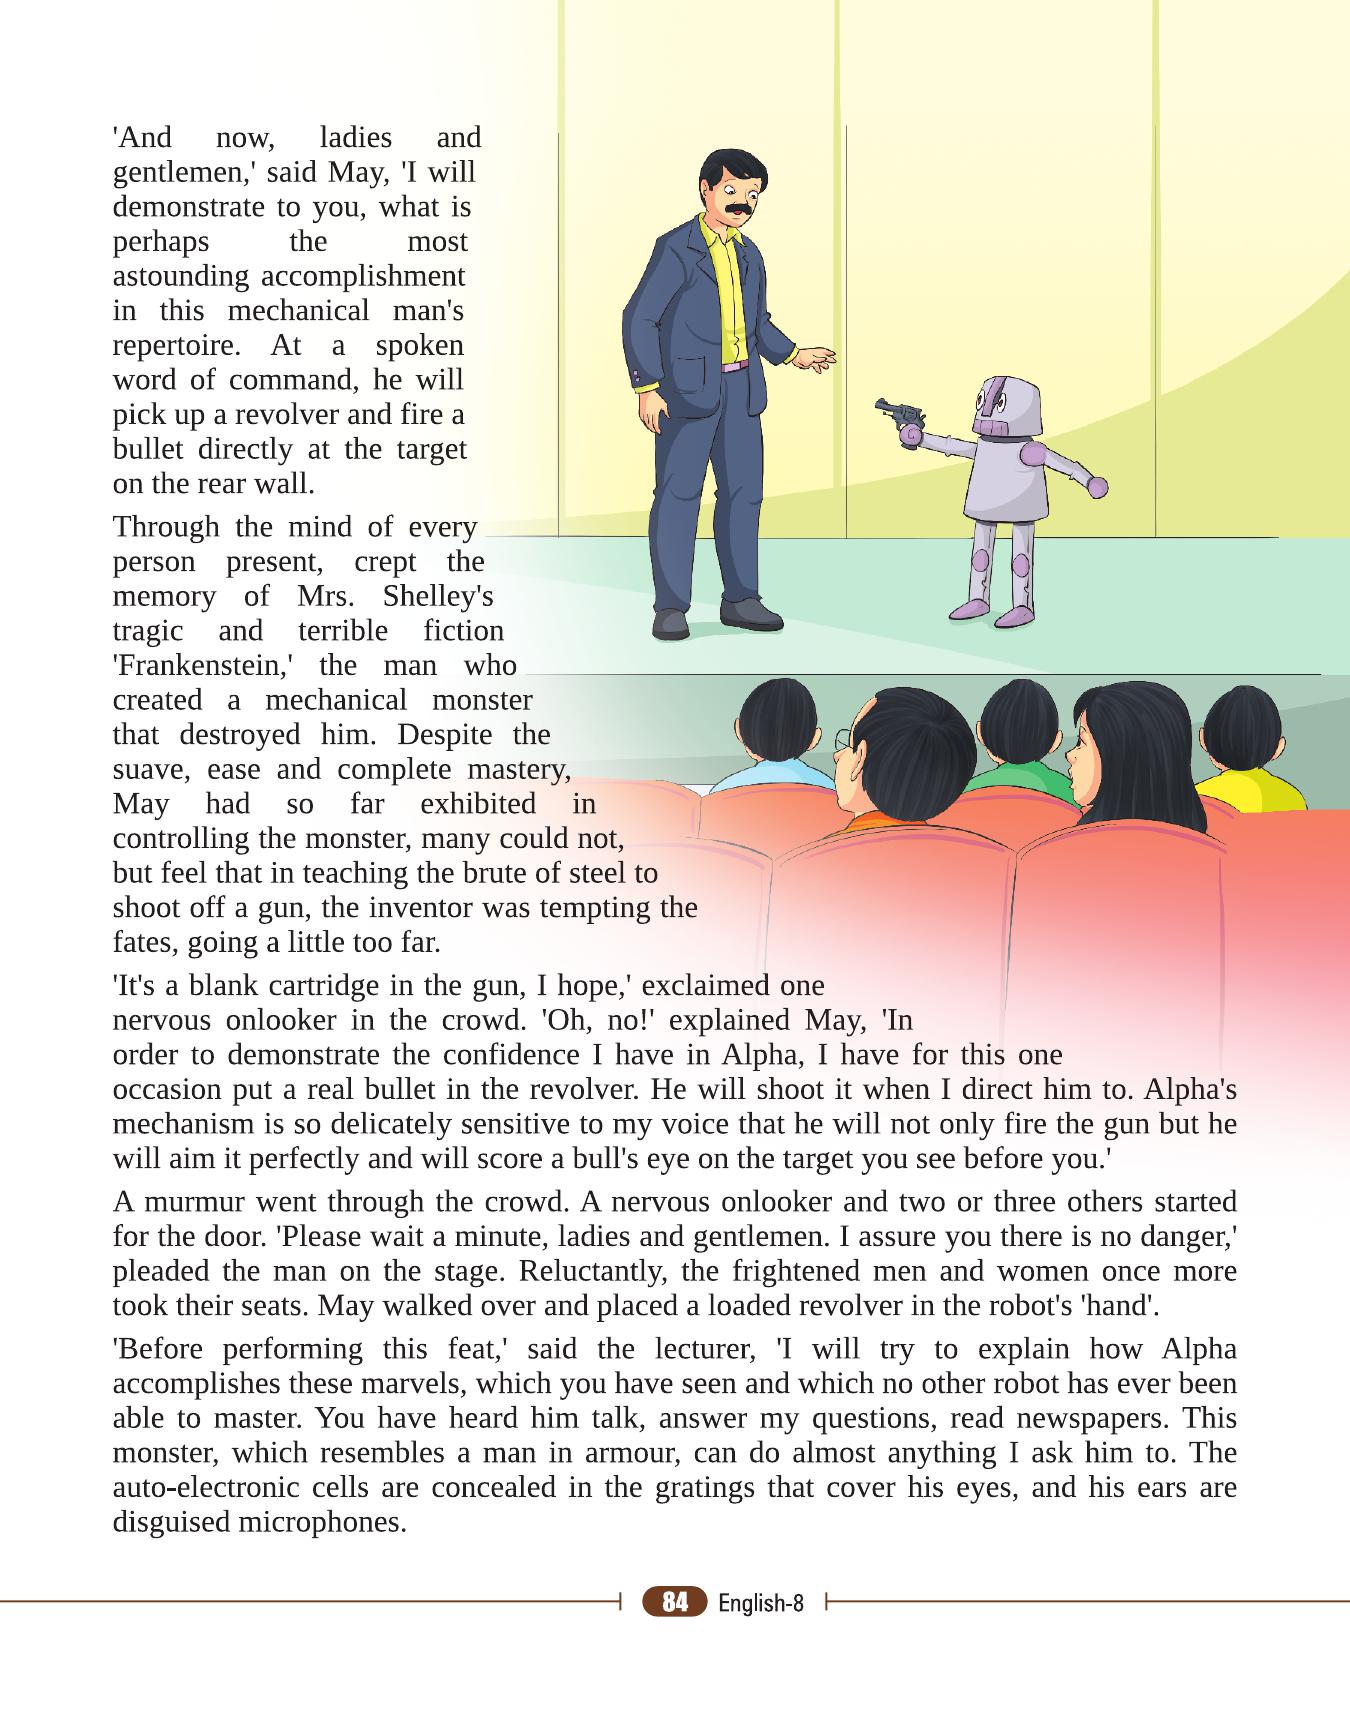 'And now, ladies and
gentlemen,' said May, 'I will
demonstrate to you, what is
perhaps the most
astounding accomplishment
in this mechanical man's
repertoire. At a spoken
word of command, he will
pick up a revolver and fire a
bullet directly at the target
on the rear wall.
Through the mind of every
person present, crept the
memory of Mrs. Shelley's
tragic and terrible fiction
'Frankenstein,' the man who
created a mechanical monster
that destroyed him. Despite the
suave, ease and complete mastery,
May had so far exhibited in
controlling the monster, many could not,
but feel that in teaching the brute of steel to
shoot off a gun, the inventor was tempting the
fates, going a little too far.
'It's a blank cartridge in the gun, I hope,' exclaimed one
nervous onlooker in the crowd. 'Oh, no!' explained May, 'In
order to demonstrate the confidence I have in Alpha, I have for this one
occasion put a real bullet in the revolver. He will shoot it when I direct him to. Alpha's
mechanism is so delicately sensitive to my voice that he will not only fire the gun but he
will aim it perfectly and will score a bull's eye on the target you see before you.'
A murmur went through the crowd. A nervous onlooker and two or three others started
for the door. 'Please wait a minute, ladies and gentlemen. I assure you there is no danger,'
pleaded the man on the stage. Reluctantly, the frightened men and women once more
took their seats. May walked over and placed a loaded revolver in the robot's 'hand'.
'Before performing this feat,' said the lecturer, 'I will try to explain how Alpha
accomplishes these marvels, which you have seen and which no other robot has ever been
able to master. You have heard him talk, answer my questions, read newspapers. This
monster, which resembles a man in armour, can do almost anything I ask him to. The
auto-electronic cells are concealed in the gratings that cover his eyes, and his ears are
disguised microphones.
84 English-8